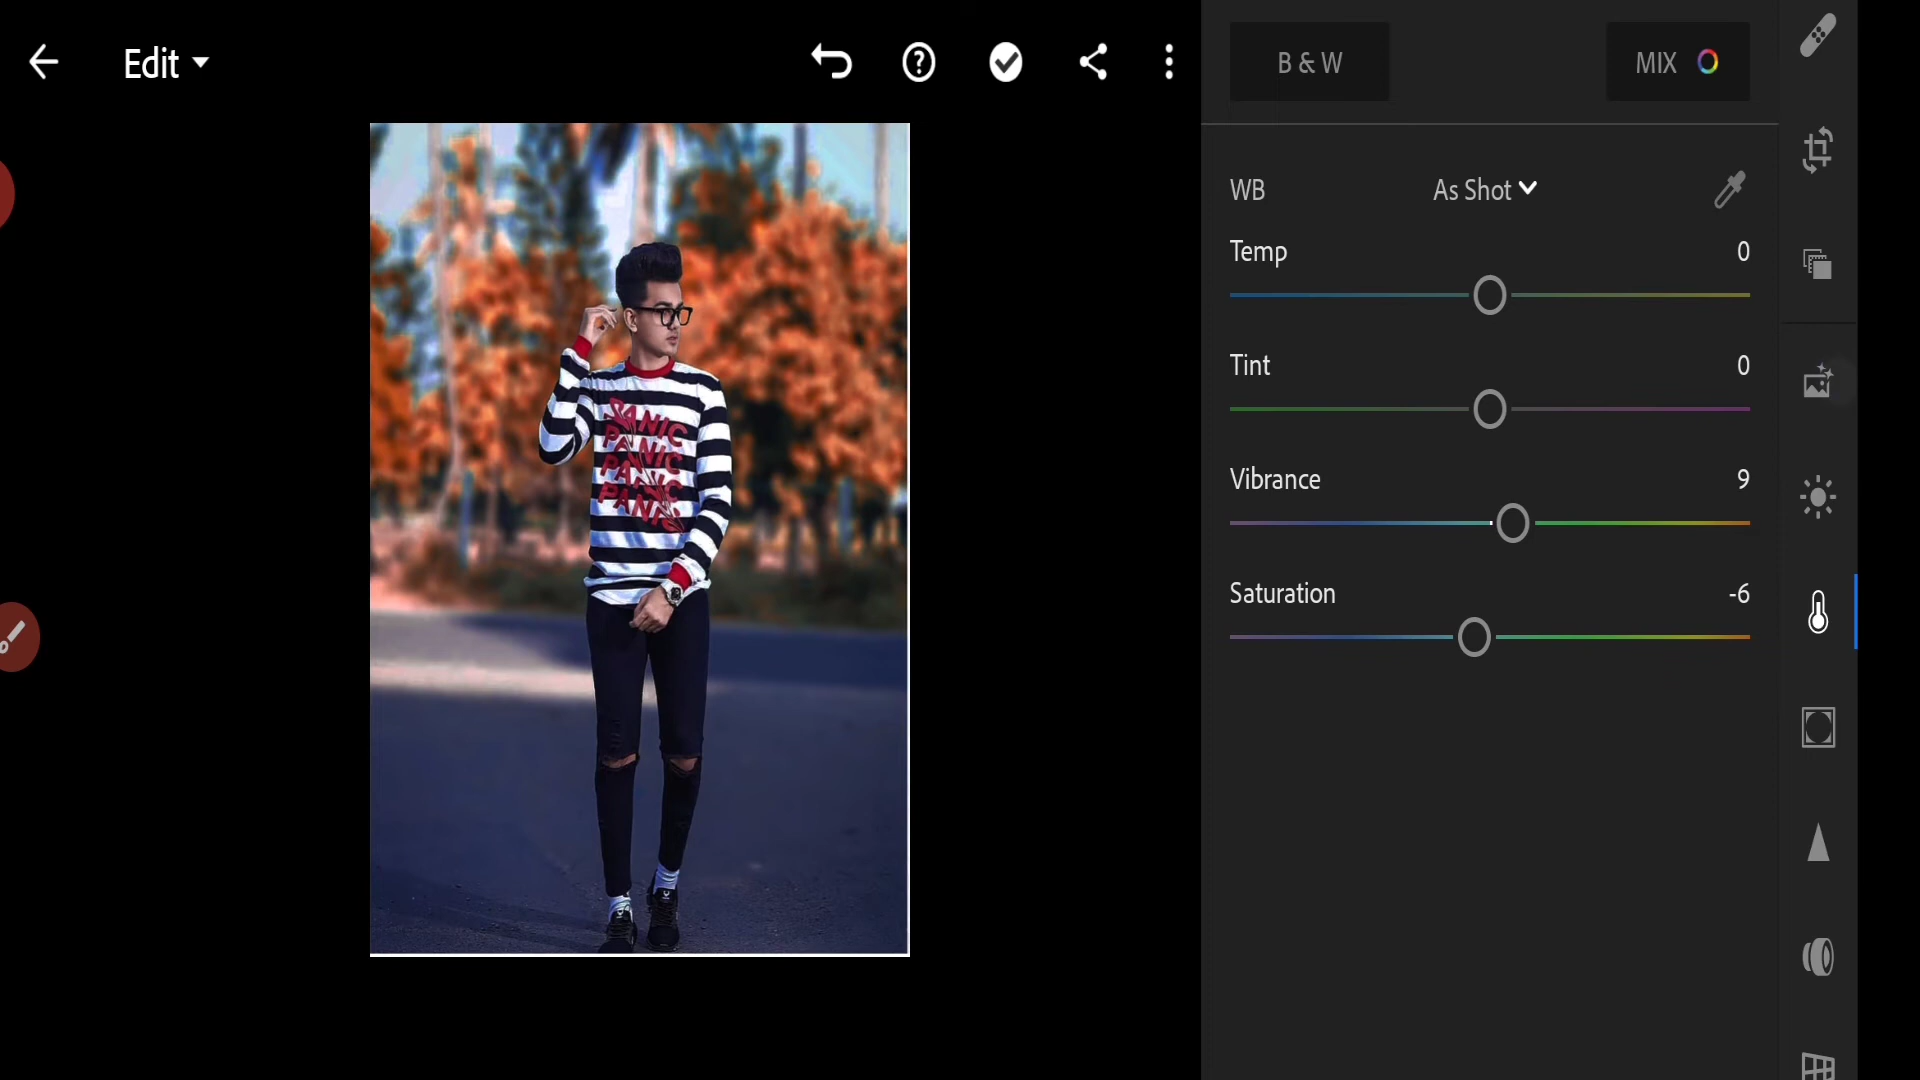 Edit
B & W
MIX
WB
As Shot
Temp
0
Tint
0
Vibrance
9
Saturation
-6
PANIC
PANIC
PANIC
PANIC